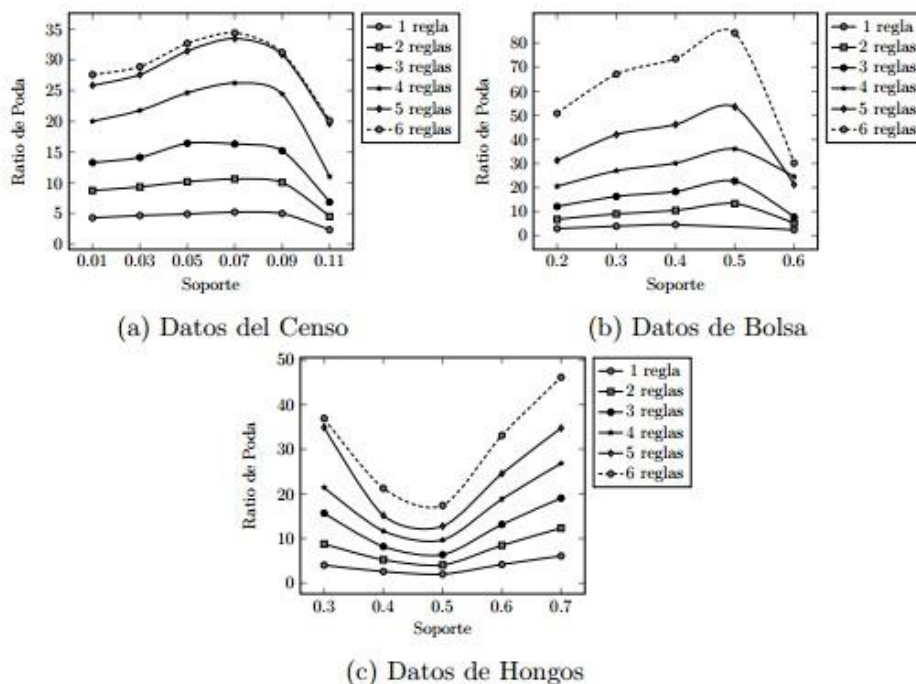 Ratio de Poda
35
30
25
20
15
10
5
0
0.01 0.03 0.05 0.07 0.09 0.11
Soporte
1 regla
2 reglas
3 reglas
4 reglas
5 reglas
6 reglas
(a) Datos del Censo
Ratio de Poda
80
70
60
50
40
30
20
10
0
0.2 0.3 0.4 0.5 0.6
Soporte
1 regla
2 reglas
3 reglas
4 reglas
5 reglas
6 reglas
(b) Datos de Bolsa
Ratio de Poda
50
40
30
20
10
0
0.3 0.4 0.5 0.6 0.7
Soporte
1 regla
2 reglas
3 reglas
4 reglas
5 reglas
6 reglas
(c) Datos de Hongos